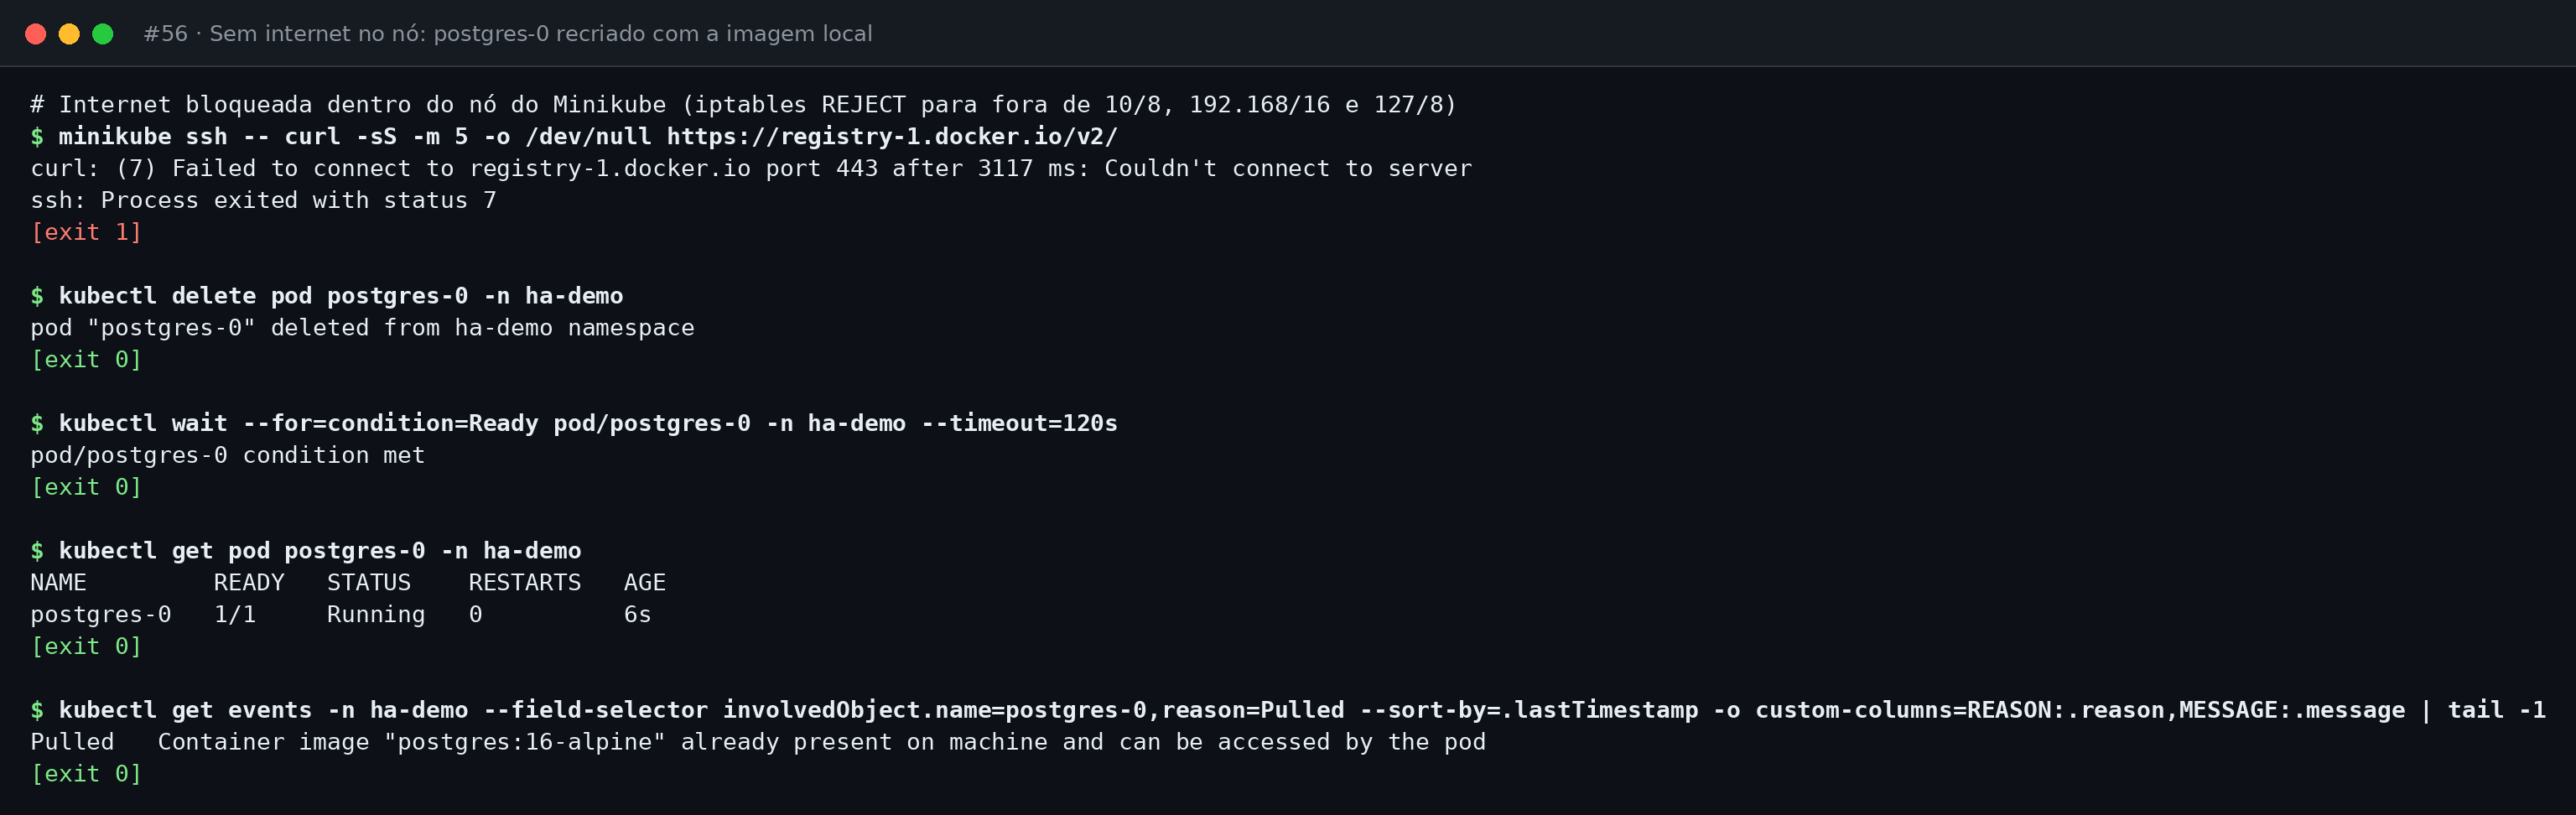 #56 · Sem internet no nó: postgres-0 recriado com a imagem local
# Internet bloqueada dentro do nó do Minikube (iptables REJECT para fora de 10/8, 192.168/16 e 127/8)
$ minikube ssh -- curl -sS -m 5 -o /dev/null https://registry-1.docker.io/v2/
curl: (7) Failed to connect to registry-1.docker.io port 443 after 3117 ms: Couldn't connect to server
ssh: Process exited with status 7
[exit 1]
$ kubectl delete pod postgres-0 -n ha-demo
pod "postgres-0" deleted from ha-demo namespace
[exit 0]
$ kubectl wait --for=condition=Ready pod/postgres-0 -n ha-demo --timeout=120s
pod/postgres-0 condition met
[exit 0]
$ kubectl get pod postgres-0 -n ha-demo
NAME         READY   STATUS    RESTARTS   AGE
postgres-0   1/1     Running   0          6s
[exit 0]
$ kubectl get events -n ha-demo --field-selector involvedObject.name=postgres-0,reason=Pulled --sort-by=.lastTimestamp -o custom-columns=REASON:.reason,MESSAGE:.message | tail -1
Pulled   Container image "postgres:16-alpine" already present on machine and can be accessed by the pod
[exit 0]